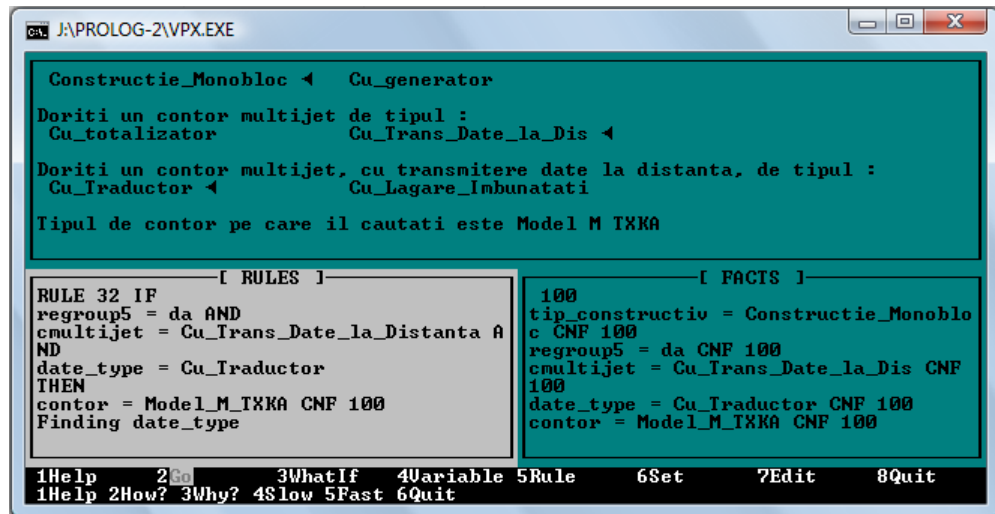 J:\PROLOG-2\VPX.EXE
Constructie_Monobloc ◄ Cu_generator
Doriti un contor multijet de tipul :
Cu_totalizator Cu_Trans_Date_la_Dis ◄
Doriti un contor multijet, cu transmitere date la distanta, de tipul :
Cu_Traductor ◄ Cu_Lagare_Imbunatati
Tipul de contor pe care il cautati este Model M TXKA
[ RULES ]
RULE 32 IF
regroup5 = da AND
cmultijet = Cu_Trans_Date_la_Distanta A
ND
date_type = Cu_Traductor
THEN
contor = Model_M_TXKA CNF 100
Finding date_type
[ FACTS ]
100
tip_constructiv = Constructie_Monoblo
c CNF 100
regroup5 = da CNF 100
cmultijet = Cu_Trans_Date_la_Dis CNF
100
date_type = Cu_Traductor CNF 100
contor = Model_M_TXKA CNF 100
1Help 2Go 3WhatIf 4Variable 5Rule 6Set 7Edit 8Quit
1Help 2How? 3Why? 4Slow 5Fast 6Quit